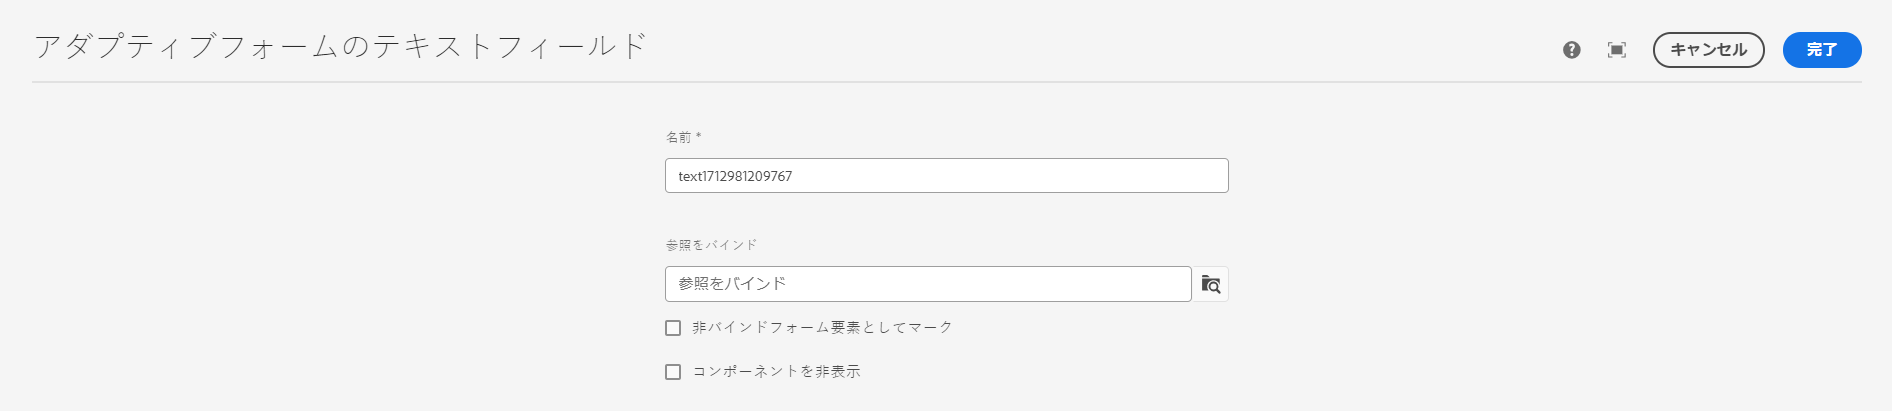 アダプティブフォームのテキストフィールド
キャンセル
完了
名前 *
text1712981209767
参照をバインド
参照をバインド
非バインドフォーム要素としてマーク
コンポーネントを非表示